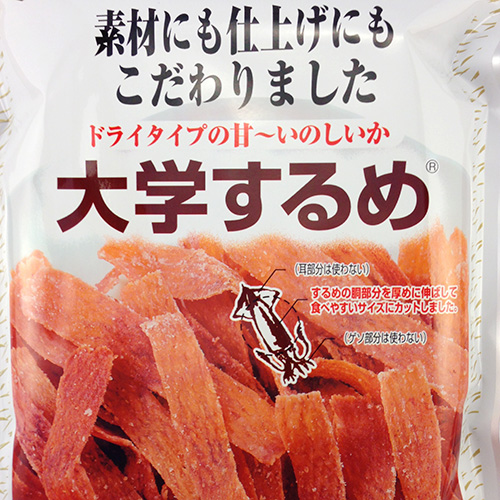 素材にも仕上げにも
こだわりました
ドライタイプの甘〜いのしいか
大学するめ®
(耳部分は使わない)
するめの胴部分を厚めに伸ばして
食べやすいサイズにカットしました。
(ゲソ部分は使わない)